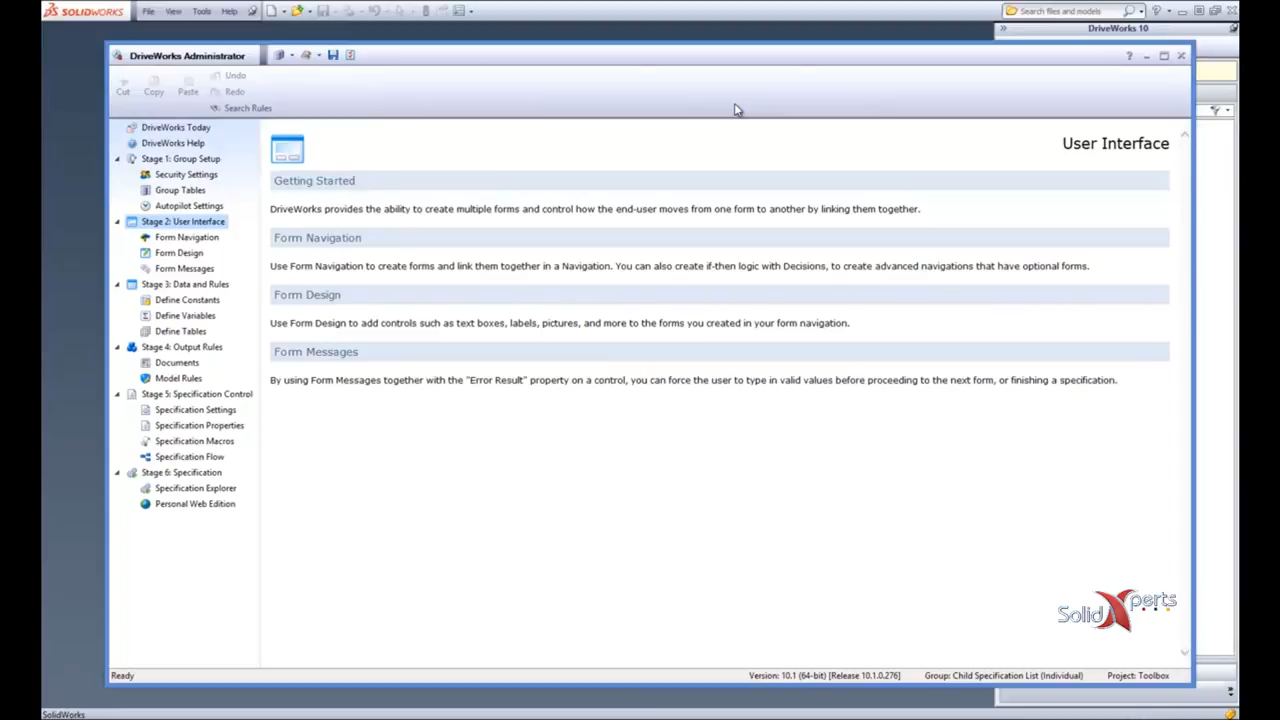 SOLIDWORKS File View Tools Help Search files and models
DriveWorks 10
DriveWorks Administrator
Cut Copy Paste Undo
Redo
Search Rules
DriveWorks Today
DriveWorks Help
Stage 1: Group Setup
Security Settings
Group Tables
Autopilot Settings
Stage 2: User Interface
Form Navigation
Form Design
Form Messages
Stage 3: Data and Rules
Define Constants
Define Variables
Define Tables
Stage 4: Output Rules
Documents
Model Rules
Stage 5: Specification Control
Specification Settings
Specification Properties
Specification Macros
Specification Flow
Stage 6: Specification
Specification Explorer
Personal Web Edition
User Interface
Getting Started
DriveWorks provides the ability to create multiple forms and control how the end-user moves from one form to another by linking them together.
Form Navigation
Use Form Navigation to create forms and link them together in a Navigation. You can also create if-then logic with Decisions, to create advanced navigations that have optional forms.
Form Design
Use Form Design to add controls such as text boxes, labels, pictures, and more to the forms you created in your form navigation.
Form Messages
By using Form Messages together with the "Error Result" property on a control, you can force the user to type in valid values before proceeding to the next form, or finishing a specification.
SolidXperts
Ready Version: 10.1 (64-bit) [Release 10.1.0.276] Group: Child Specification List (Individual) Project: Toolbox
SolidWorks